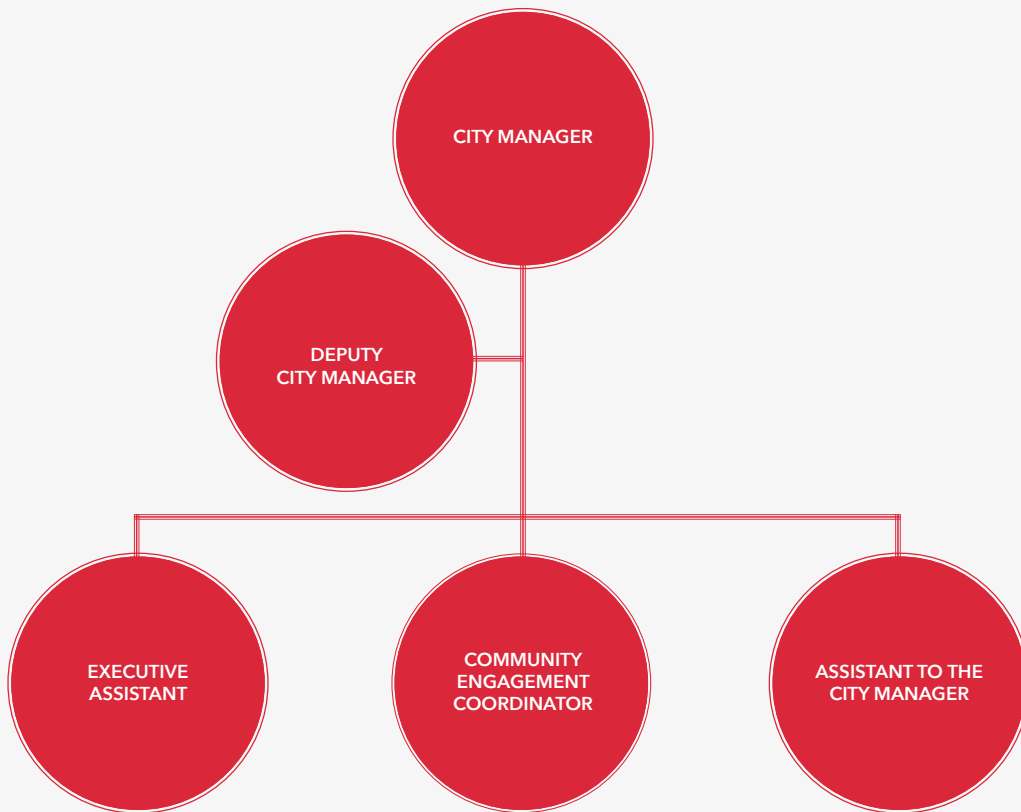 CITY MANAGER
DEPUTY
CITY MANAGER
EXECUTIVE
ASSISTANT
COMMUNITY
ENGAGEMENT
COORDINATOR
ASSISTANT TO THE
CITY MANAGER